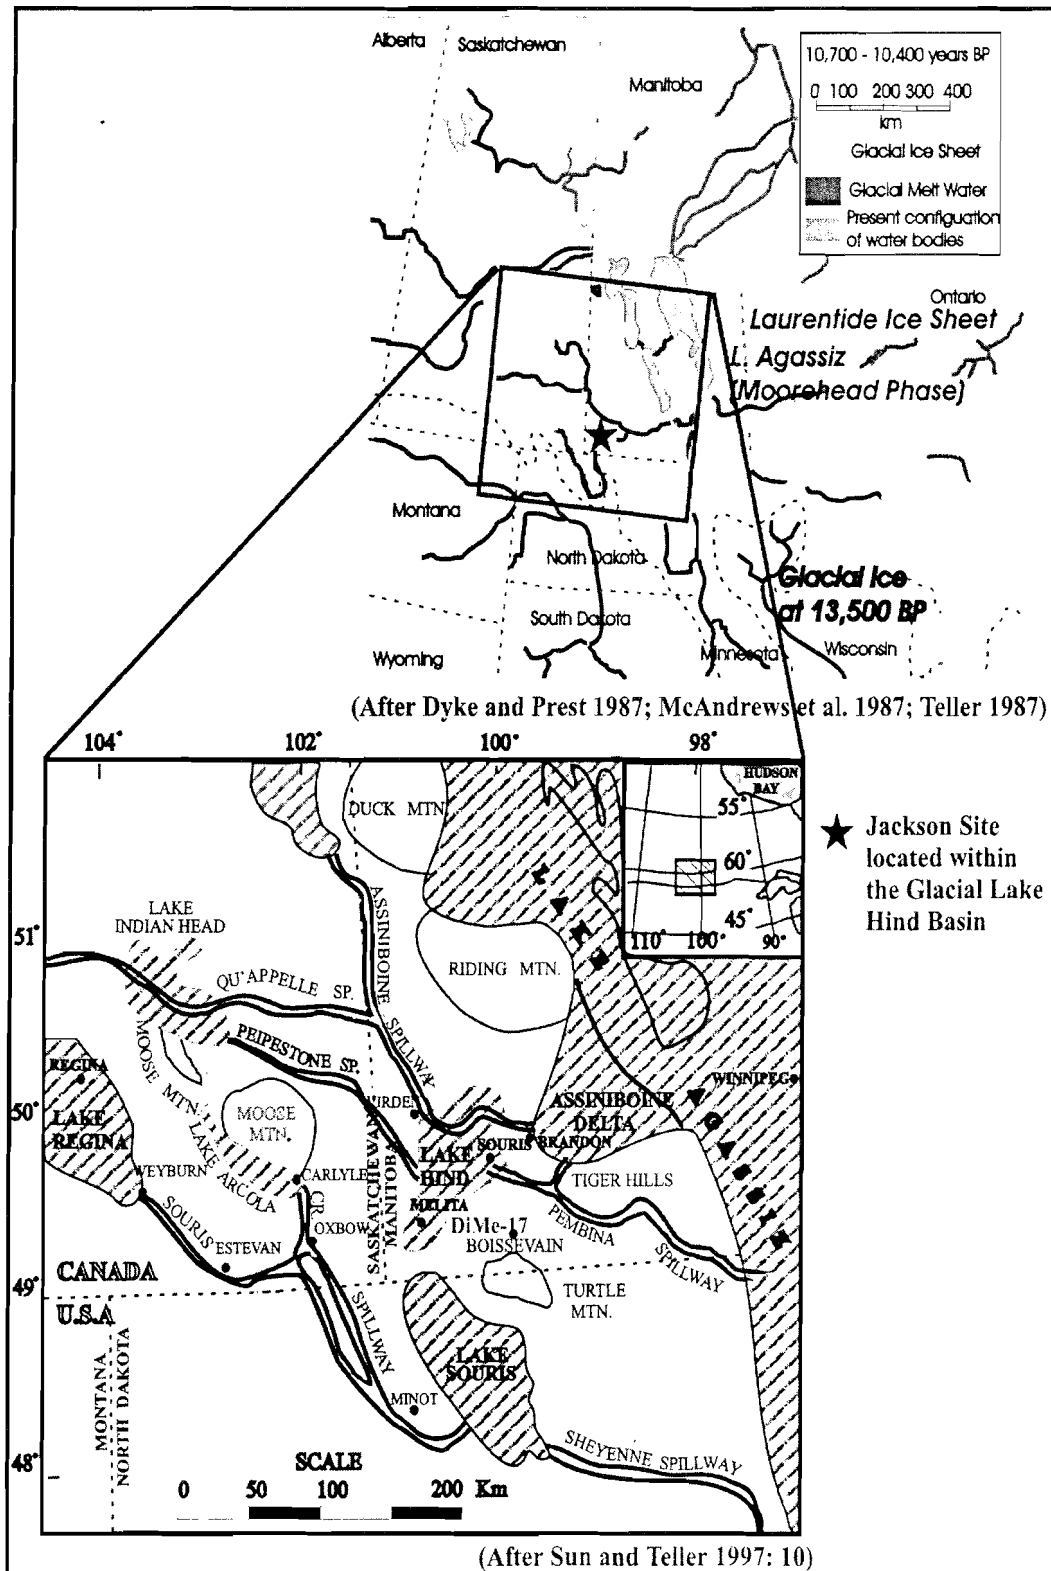 Alberta
Saskatchewan
Manitoba
10,700 - 10,400 years BP
0 100 200 300 400
km
Glacial Ice Sheet
Glacial Melt Water
Present configuation
of water bodies
Ontario
Laurentide Ice Sheet
L. Agassiz
(Moorehead Phase)
Montana
North Dakota
Glacial Ice
at 13,500 BP
South Dakota
Wyoming
Minnesota
Wisconsin
(After Dyke and Prest 1987; McAndrews et al. 1987; Teller 1987)
104°
102°
100°
98°
HUDSON
BAY
55°
60°
45°
110°
100°
90°
DUCK MTN
Jackson Site
located within
the Glacial Lake
Hind Basin
LAKE
INDIAN HEAD
ASSINIBOINE
SPILLWAY
LAKE
51°
RIDING MTN.
QU'APPELLE SP.
PEIPESTONE SP.
MOOSE MTN.
REGINA
WINNIPEG
50°
LAKE
REGINA
MOOSE
MTN.
VIRDEN
ASSINIBOINE
DELTA
AGASSIZ
SOURIS
BRANDON
LAKE
HIND
WEYBURN
LAKE ARCOLA
CARLYLE
TIGER HILLS
MELITA
SASKATCHEWAN
MANITOBA
CR.
OXBOW
DiMe-17
BOISSEVAIN
PEMBINA
SPILLWAY
SOURIS
ESTEVAN
CANADA
49°
U.S.A
TURTLE
MTN.
SPILLWAY
LAKE
SOURIS
MONTANA
NORTH DAKOTA
MINOT
SHEYENNE SPILLWAY
48°
SCALE
0 50 100 200 Km
(After Sun and Teller 1997: 10)